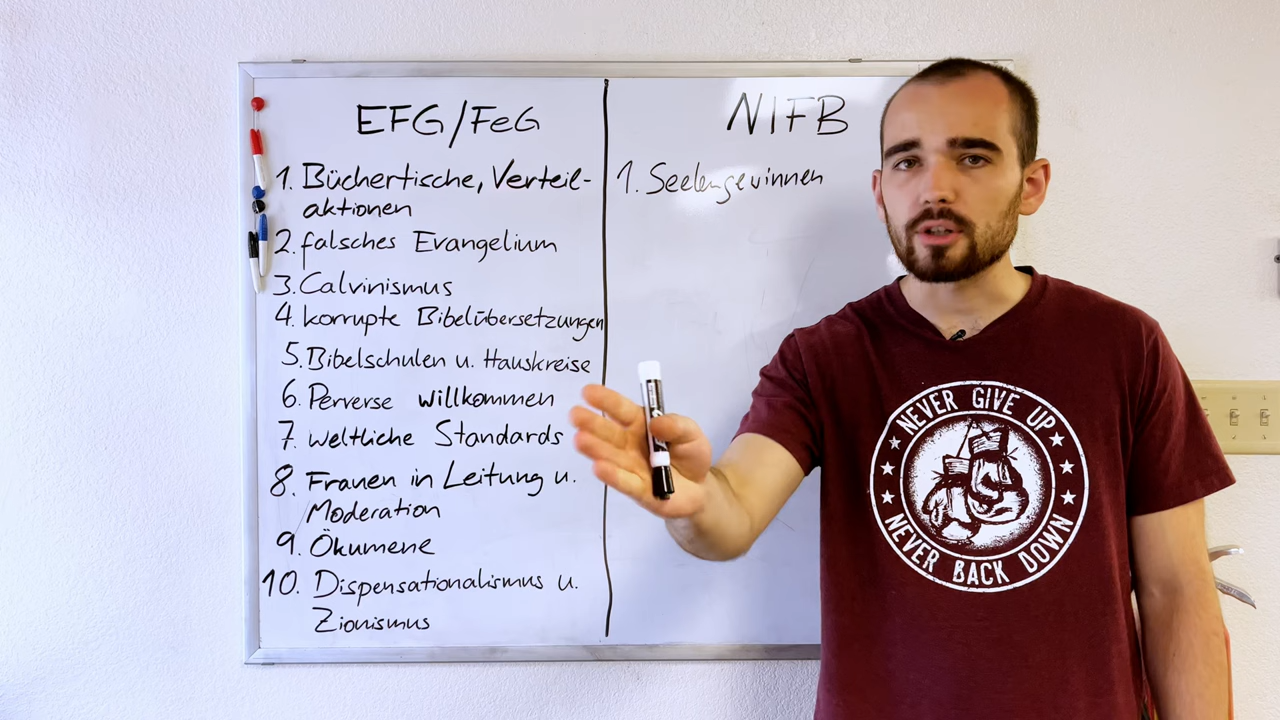 EFG/FeG
1. Büchertische, Verteil-
aktionen
2. falsches Evangelium
3. Calvinismus
4. korrupte Bibelübersetzungen
5. Bibelschulen u. Hauskreise
6. Perverse willkommen
7. weltliche Standards
8. Frauen in Leitung u.
Moderation
9. Ökumene
10. Dispensationalismus u.
Zionismus
NIFB
1. Seelengewinnen
NEVER GIVE UP
NEVER BACK DOWN